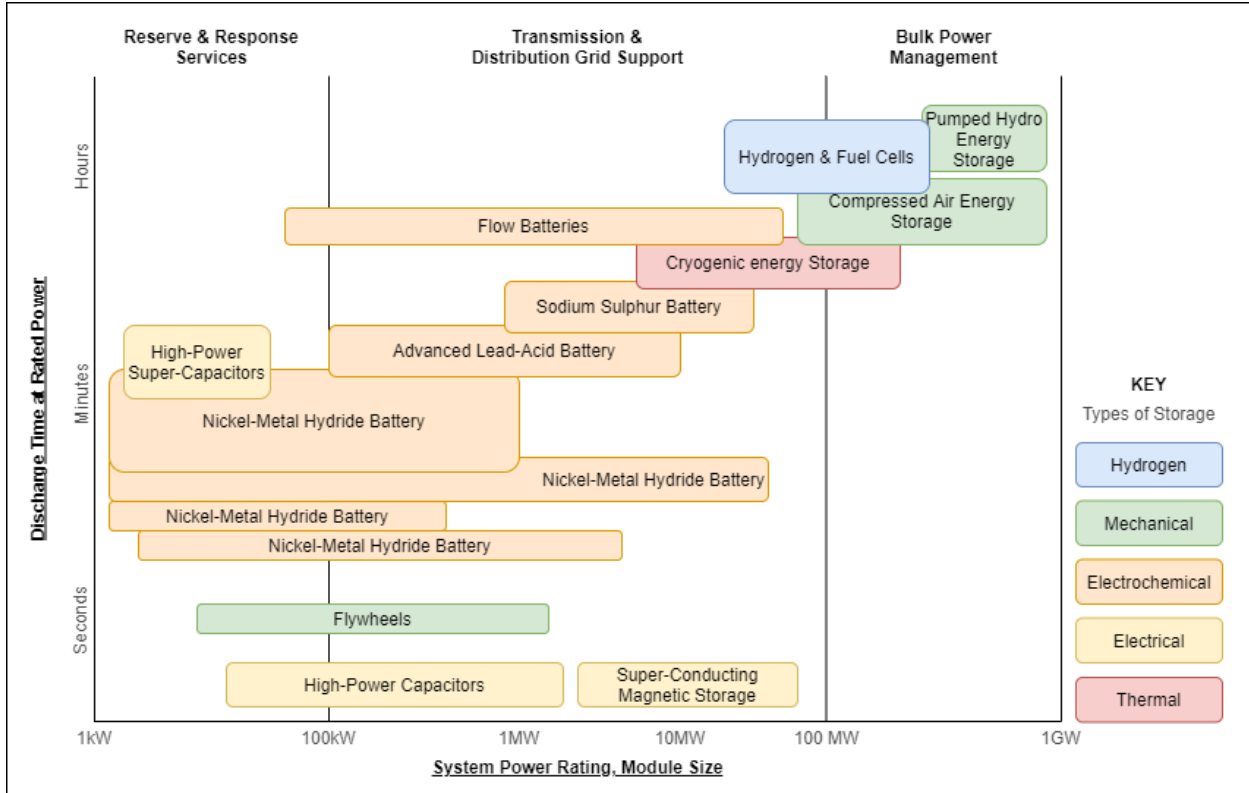 Reserve & Response
Services
Transmission &
Distribution Grid Support
Bulk Power
Management
Discharge Time at Rated Power
Hours
Minutes
Seconds
Pumped Hydro
Energy
Storage
Hydrogen & Fuel Cells
Compressed Air Energy
Storage
Flow Batteries
Cryogenic energy Storage
Sodium Sulphur Battery
High-Power
Super-Capacitors
Advanced Lead-Acid Battery
Nickel-Metal Hydride Battery
Nickel-Metal Hydride Battery
Nickel-Metal Hydride Battery
Nickel-Metal Hydride Battery
Flywheels
High-Power Capacitors
Super-Conducting
Magnetic Storage
1kW
100kW
1MW
10MW
100 MW
1GW
System Power Rating, Module Size
KEY
Types of Storage
Hydrogen
Mechanical
Electrochemical
Electrical
Thermal